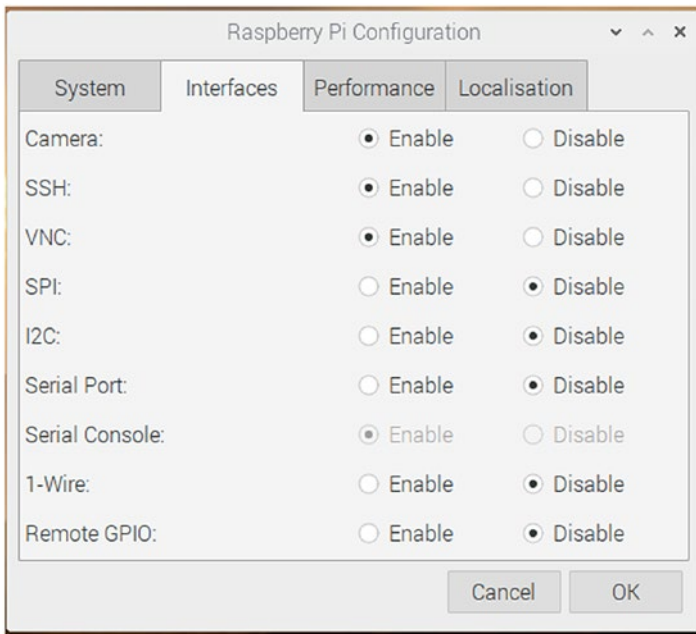 Raspberry Pi Configuration
System Interfaces Performance Localisation
Camera: Enable Disable
SSH: Enable Disable
VNC: Enable Disable
SPI: Enable Disable
I2C: Enable Disable
Serial Port: Enable Disable
Serial Console: Enable Disable
1-Wire: Enable Disable
Remote GPIO: Enable Disable
Cancel OK